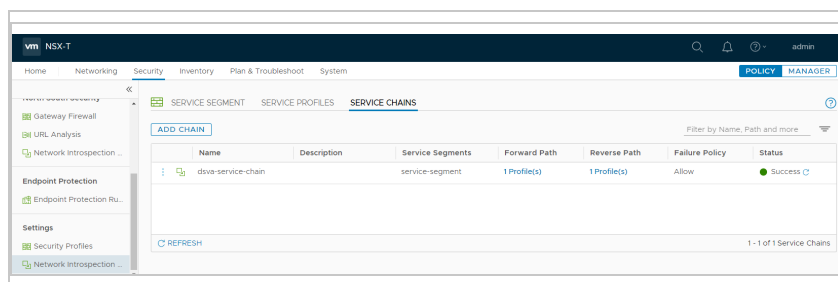 vm NSX-T admin
Home Networking Security Inventory Plan & Troubleshoot System POLICY MANAGER
North South Security
Gateway Firewall
URL Analysis
Network Introspection ...
Endpoint Protection
Endpoint Protection Ru...
Settings
Security Profiles
Network Introspection ...
SERVICE SEGMENT SERVICE PROFILES SERVICE CHAINS
ADD CHAIN Filter by Name, Path and more
Name Description Service Segments Forward Path Reverse Path Failure Policy Status
dsva-service-chain service-segment 1 Profile(s) 1 Profile(s) Allow Success
REFRESH 1 - 1 of 1 Service Chains